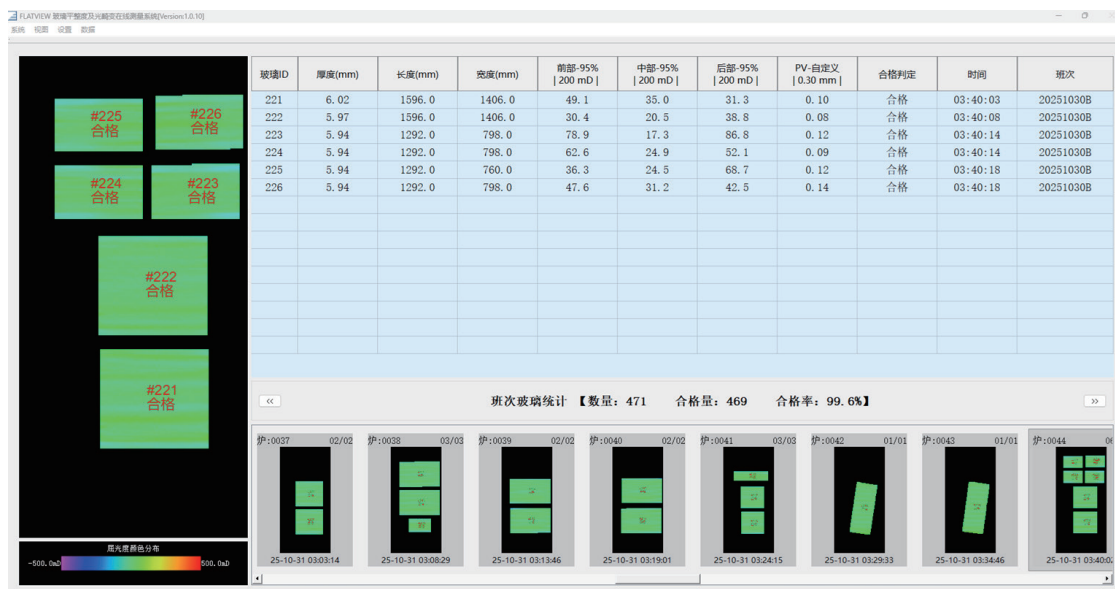 FLATVIEW 玻璃平整度及光畸变在线测量系统[Version:1.0.10]
系统 视图 设置 数据
玻璃ID 厚度(mm) 长度(mm) 宽度(mm) 前部-95% | 200 mD | 中部-95% | 200 mD | 后部-95% | 200 mD | PV-自定义 | 0.30 mm | 合格判定 时间 班次
221 6.02 1596.0 1406.0 49.1 35.0 31.3 0.10 合格 03:40:03 20251030B
222 5.97 1596.0 1406.0 30.4 20.5 38.8 0.08 合格 03:40:08 20251030B
223 5.94 1292.0 798.0 78.9 17.3 86.8 0.12 合格 03:40:14 20251030B
224 5.94 1292.0 798.0 62.6 24.9 52.1 0.09 合格 03:40:14 20251030B
225 5.94 1292.0 760.0 36.3 24.5 68.7 0.12 合格 03:40:18 20251030B
226 5.94 1292.0 798.0 47.6 31.2 42.5 0.14 合格 03:40:18 20251030B
#225
合格
#226
合格
#224
合格
#223
合格
#222
合格
#221
合格
屈光度颜色分布
-500.0mD 500.0mD
<< 班次玻璃统计 【数量: 471 合格量: 469 合格率: 99.6%】 >>
炉:0037 02/02 炉:0038 03/03 炉:0039 02/02 炉:0040 02/02 炉:0041 03/03 炉:0042 01/01 炉:0043 01/01 炉:0044
25-10-31 03:03:14 25-10-31 03:08:29 25-10-31 03:13:46 25-10-31 03:19:01 25-10-31 03:24:15 25-10-31 03:29:33 25-10-31 03:34:46 25-10-31 03:40:0